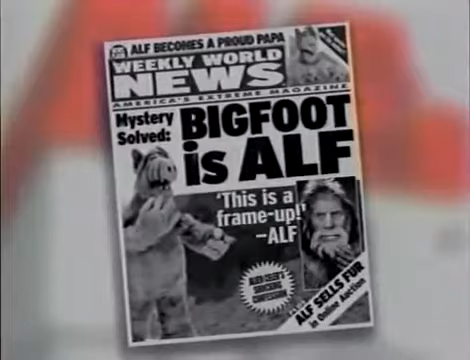 ALF BECOMES A PROUD PAPA
WEEKLY WORLD
NEWS
AMERICA'S EXTREME MAGAZINE
Mystery
Solved:
BIGFOOT
is ALF
'This is a
frame-up!'
–ALF
ALF SELLS FUR
in Online Auction